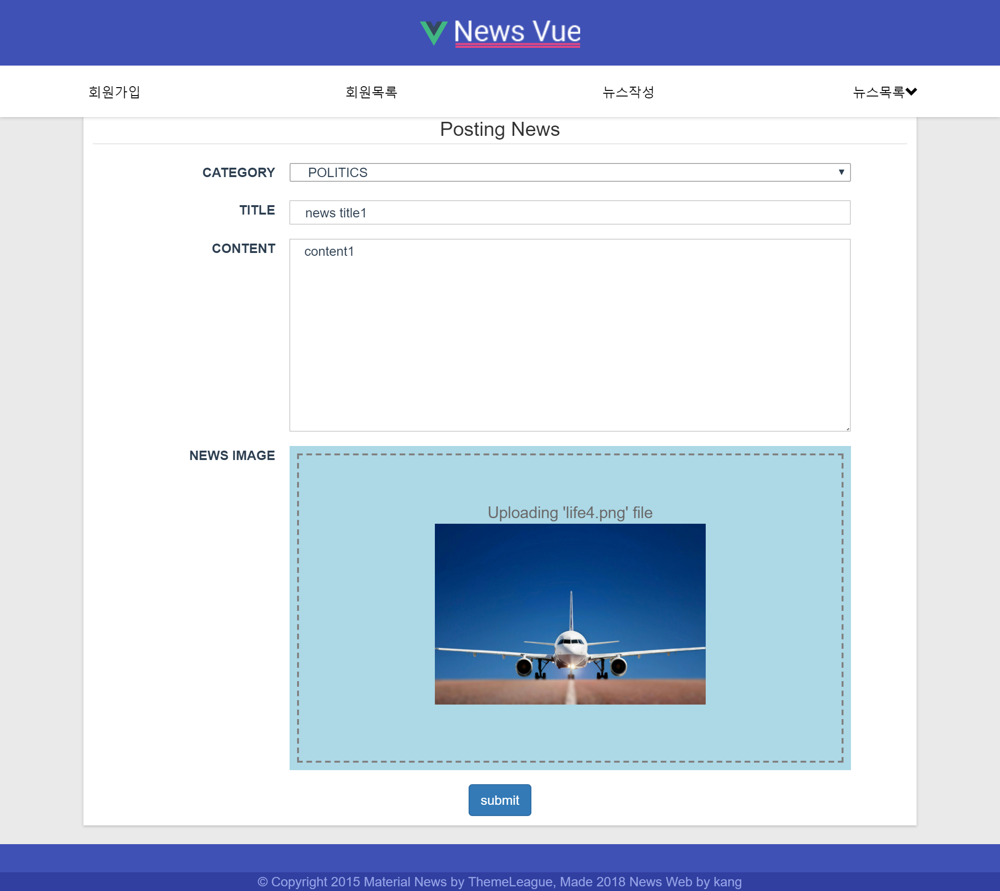 News Vue
회원가입
회원목록
뉴스작성
뉴스목록
Posting News
CATEGORY
POLITICS
TITLE
news title1
CONTENT
content1
NEWS IMAGE
Uploading 'life4.png' file
submit
© Copyright 2015 Material News by ThemeLeague, Made 2018 News Web by kang